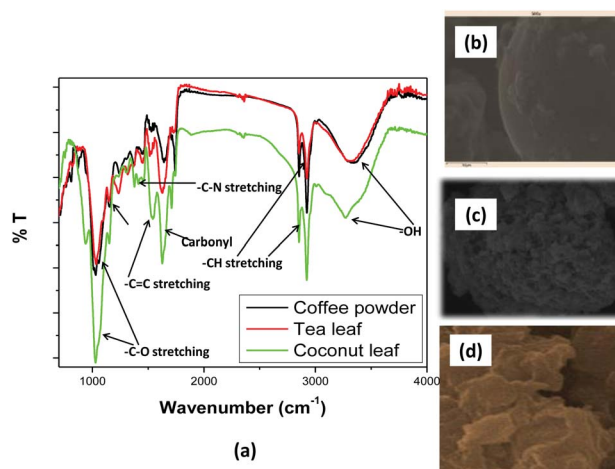 (a)
% T
-C-N stretching
Carbonyl
-C=C stretching
-C-O stretching
-CH stretching
-OH
Coffee powder
Tea leaf
Coconut leaf
1000
2000
3000
4000
Wavenumber (cm⁻¹)
(b)
(c)
(d)